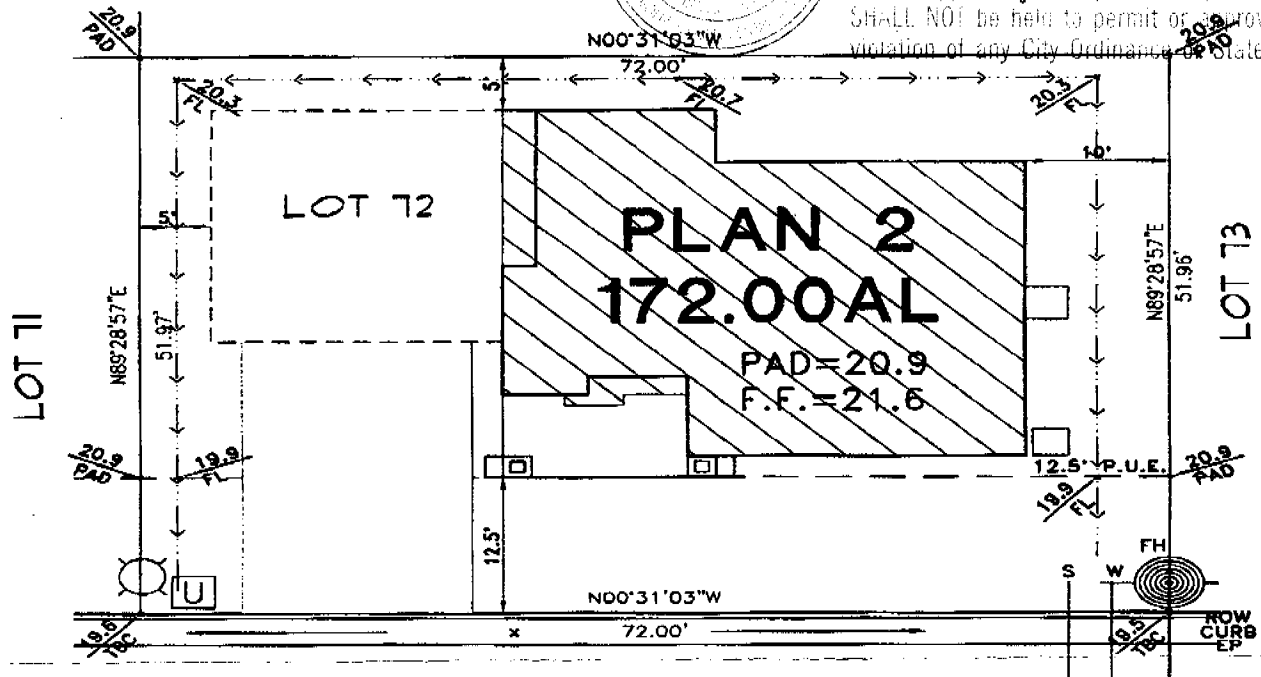 SHALL NOT be held to permit or approv
violation of any City Ordinance or State
20.9
PAD
N00°31'03"W
72.00'
20.9
PAD
20.3
FL
5'
20.7
FL
20.3
FL
10'
LOT 72
PLAN 2
172.00AL
PAD=20.9
F.F.=21.6
5'
LOT 71
N89°28'57"E
51.97'
N89°28'57"E
51.96'
LOT 73
20.9
PAD
19.9
FL
12.5' P.U.E.
19.9
FL
20.9
PAD
12.5'
U
S
W
FH
N00°31'03"W
72.00'
19.6
TBC
x
19.5
TBC
ROW
CURB
EP